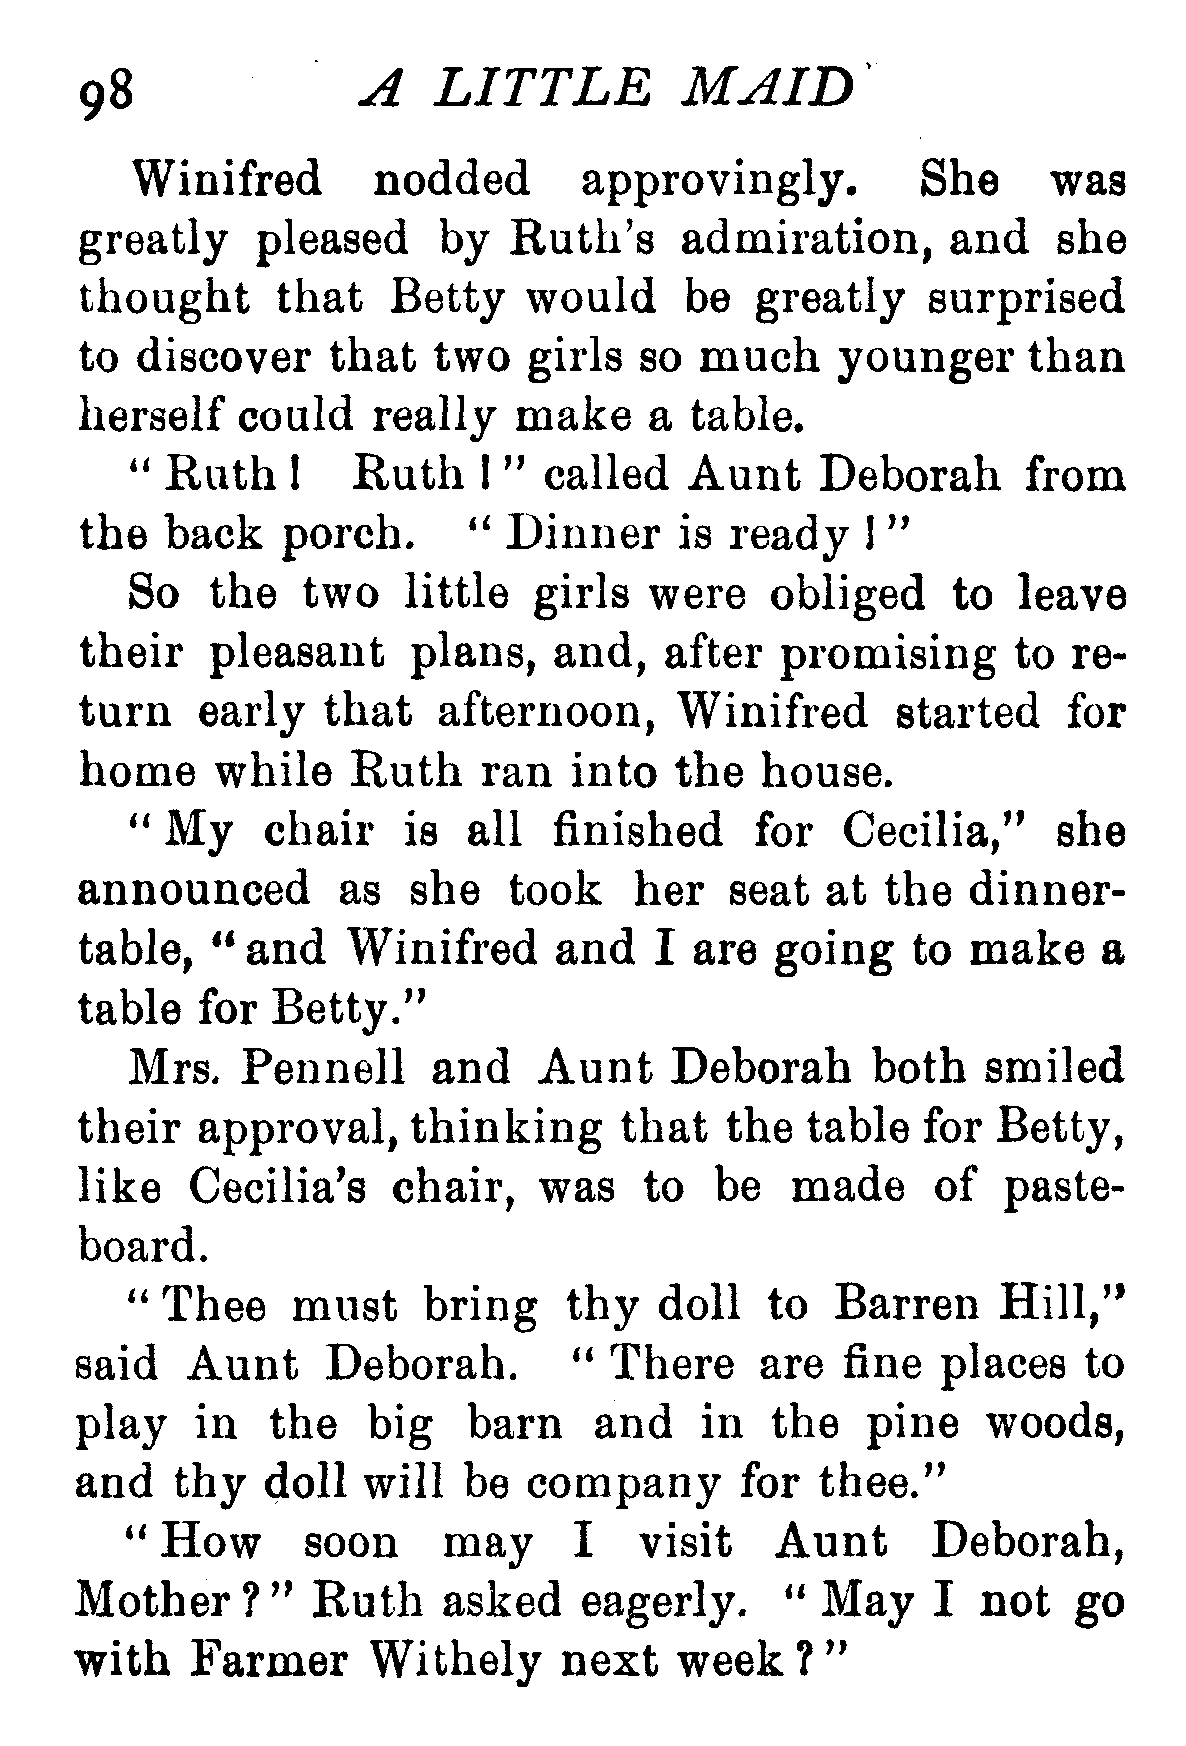 98 A LITTLE MAID
Winifred nodded approvingly. She was
greatly pleased by Ruth's admiration, and she
thought that Betty would be greatly surprised
to discover that two girls so much younger than
herself could really make a table.
" Ruth ! Ruth ! " called Aunt Deborah from
the back porch. " Dinner is ready ! "
So the two little girls were obliged to leave
their pleasant plans, and, after promising to re-
turn early that afternoon, Winifred started for
home while Ruth ran into the house.
" My chair is all finished for Cecilia," she
announced as she took her seat at the dinner-
table, " and Winifred and I are going to make a
table for Betty."
Mrs. Pennell and Aunt Deborah both smiled
their approval, thinking that the table for Betty,
like Cecilia's chair, was to be made of paste-
board.
" Thee must bring thy doll to Barren Hill,"
said Aunt Deborah. " There are fine places to
play in the big barn and in the pine woods,
and thy doll will be company for thee."
" How soon may I visit Aunt Deborah,
Mother ? " Ruth asked eagerly. " May I not go
with Farmer Withely next week ? "